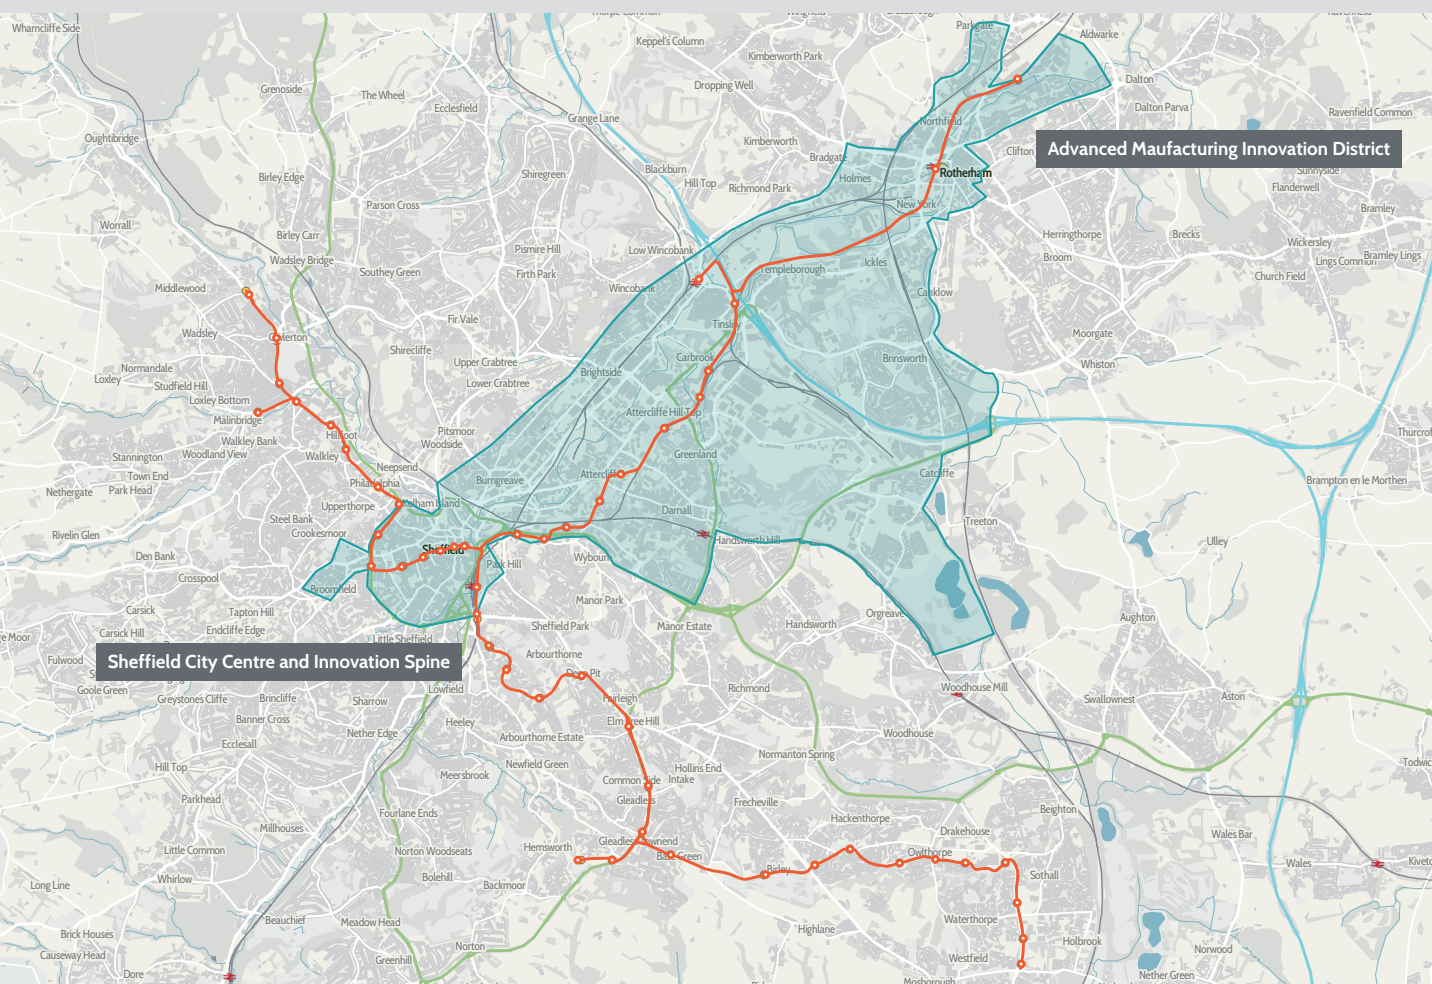 Wharncliffe Side
Keppel's Column
Parkgate
Aldwarke
Kimberworth Park
Grenoside
The Wheel
Dropping Well
Dalton
Ecclesfield
Grange Lane
Northfield
Dalton Parva
Ravenfield Common
Oughtibridge
Kimberworth
Bradgate
Clifton
Advanced Maufacturing Innovation District
Blackburn
Shiregreen
Birley Edge
Hill Top
Richmond Park
Holmes
Rotherham
Sunnyside
Flanderwell
Parson Cross
New York
Bramley
Worrall
Birley Carr
Pismire Hill
Low Wincobank
Herringthorpe
Brecks
Wickersley
Wadsley Bridge
Southey Green
Firth Park
Templeborough
Ickles
Broom
Lings Common
Bramley Lings
Church Field
Middlewood
Wincobank
Canklow
Wadsley
Fir Vale
Tinsley
Moorgate
Shirecliffe
Upper Crabtree
Carbrook
Brinsworth
Whiston
Normandale
Loxley
Studfield Hill
Lower Crabtree
Brightside
Loxley Bottom
Malinbridge
Attercliffe Hill Top
Hillfoot
Pitsmoor
Woodside
Walkley Bank
Stannington
Woodland View
Walkley
Greenland
Neepsend
Town End
Nethergate
Park Head
Philadelphia
Burngreave
Catcliffe
Brampton en le Morthen
Upperthorpe
Kelham Island
Darnall
Steel Bank
Treeton
Rivelin Glen
Crookesmoor
Handsworth Hill
Ulley
Den Bank
Sheffield
Wybourn
Park Hill
Crosspool
Broomfield
Manor Park
Carsick
Tapton Hill
Orgreave
Aughton
Carsick Hill
Endcliffe Edge
Little Sheffield
Sheffield Park
Manor Estate
Handsworth
Fulwood
Sheffield City Centre and Innovation Spine
Arbourthorne
Goole Green
Greystones Cliffe
Brincliffe
Sharrow
Lowfield
Deep Pit
Richmond
Woodhouse Mill
Swallownest
Aston
Fairleigh
Banner Cross
Nether Edge
Heeley
Elm Tree Hill
Ecclesall
Arbourthorne Estate
Woodhouse
Normanton Spring
Hill Top
Meersbrook
Newfield Green
Hollins End
Common Side
Intake
Parkhead
Fourlane Ends
Gleadless
Frecheville
Beighton
Hackenthorpe
Millhouses
Drakehouse
Wales Bar
Little Common
Norton Woodseats
Hemsworth
Gleadless Townend
Base Green
Owlthorpe
Wales
Birley
Long Line
Whirlow
Bolehill
Backmoor
Sothall
Beauchief
Meadow Head
Waterthorpe
Brick Houses
Highlane
Holbrook
Norwood
Causeway Head
Norton
Greenhill
Westfield
Dore
Nether Green